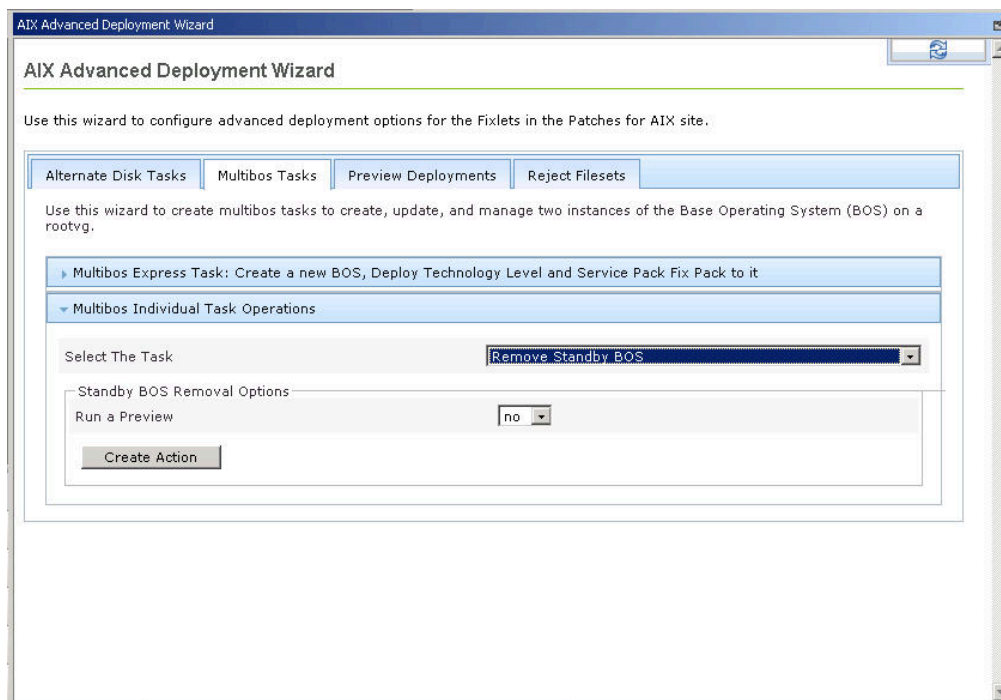 AIX Advanced Deployment Wizard
AIX Advanced Deployment Wizard
Use this wizard to configure advanced deployment options for the Fixlets in the Patches for AIX site.
Alternate Disk Tasks
Multibos Tasks
Preview Deployments
Reject Filesets
Use this wizard to create multibos tasks to create, update, and manage two instances of the Base Operating System (BOS) on a
rootvg.
Multibos Express Task: Create a new BOS, Deploy Technology Level and Service Pack Fix Pack to it
Multibos Individual Task Operations
Select The Task
Remove Standby BOS
Standby BOS Removal Options
Run a Preview
no
Create Action